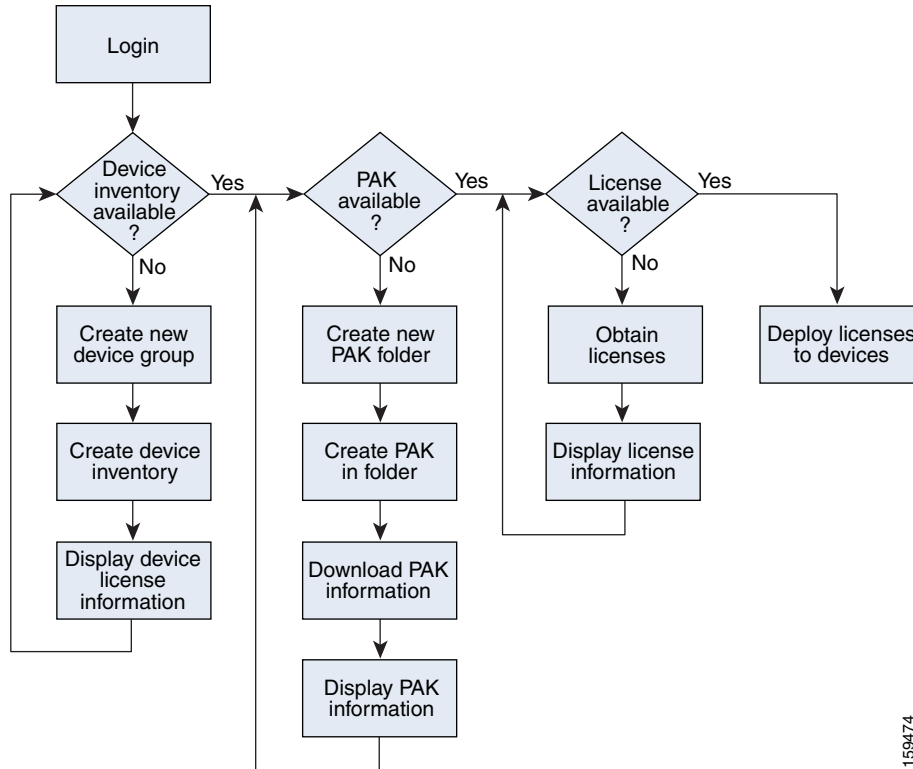 Login
Device
inventory
available
?
Yes
No
Create new
device group
Create device
inventory
Display device
license
information
PAK
available
?
Yes
No
Create new
PAK folder
Create PAK
in folder
Download PAK
information
Display PAK
information
License
available
?
Yes
No
Obtain
licenses
Display license
information
Deploy licenses
to devices
159474